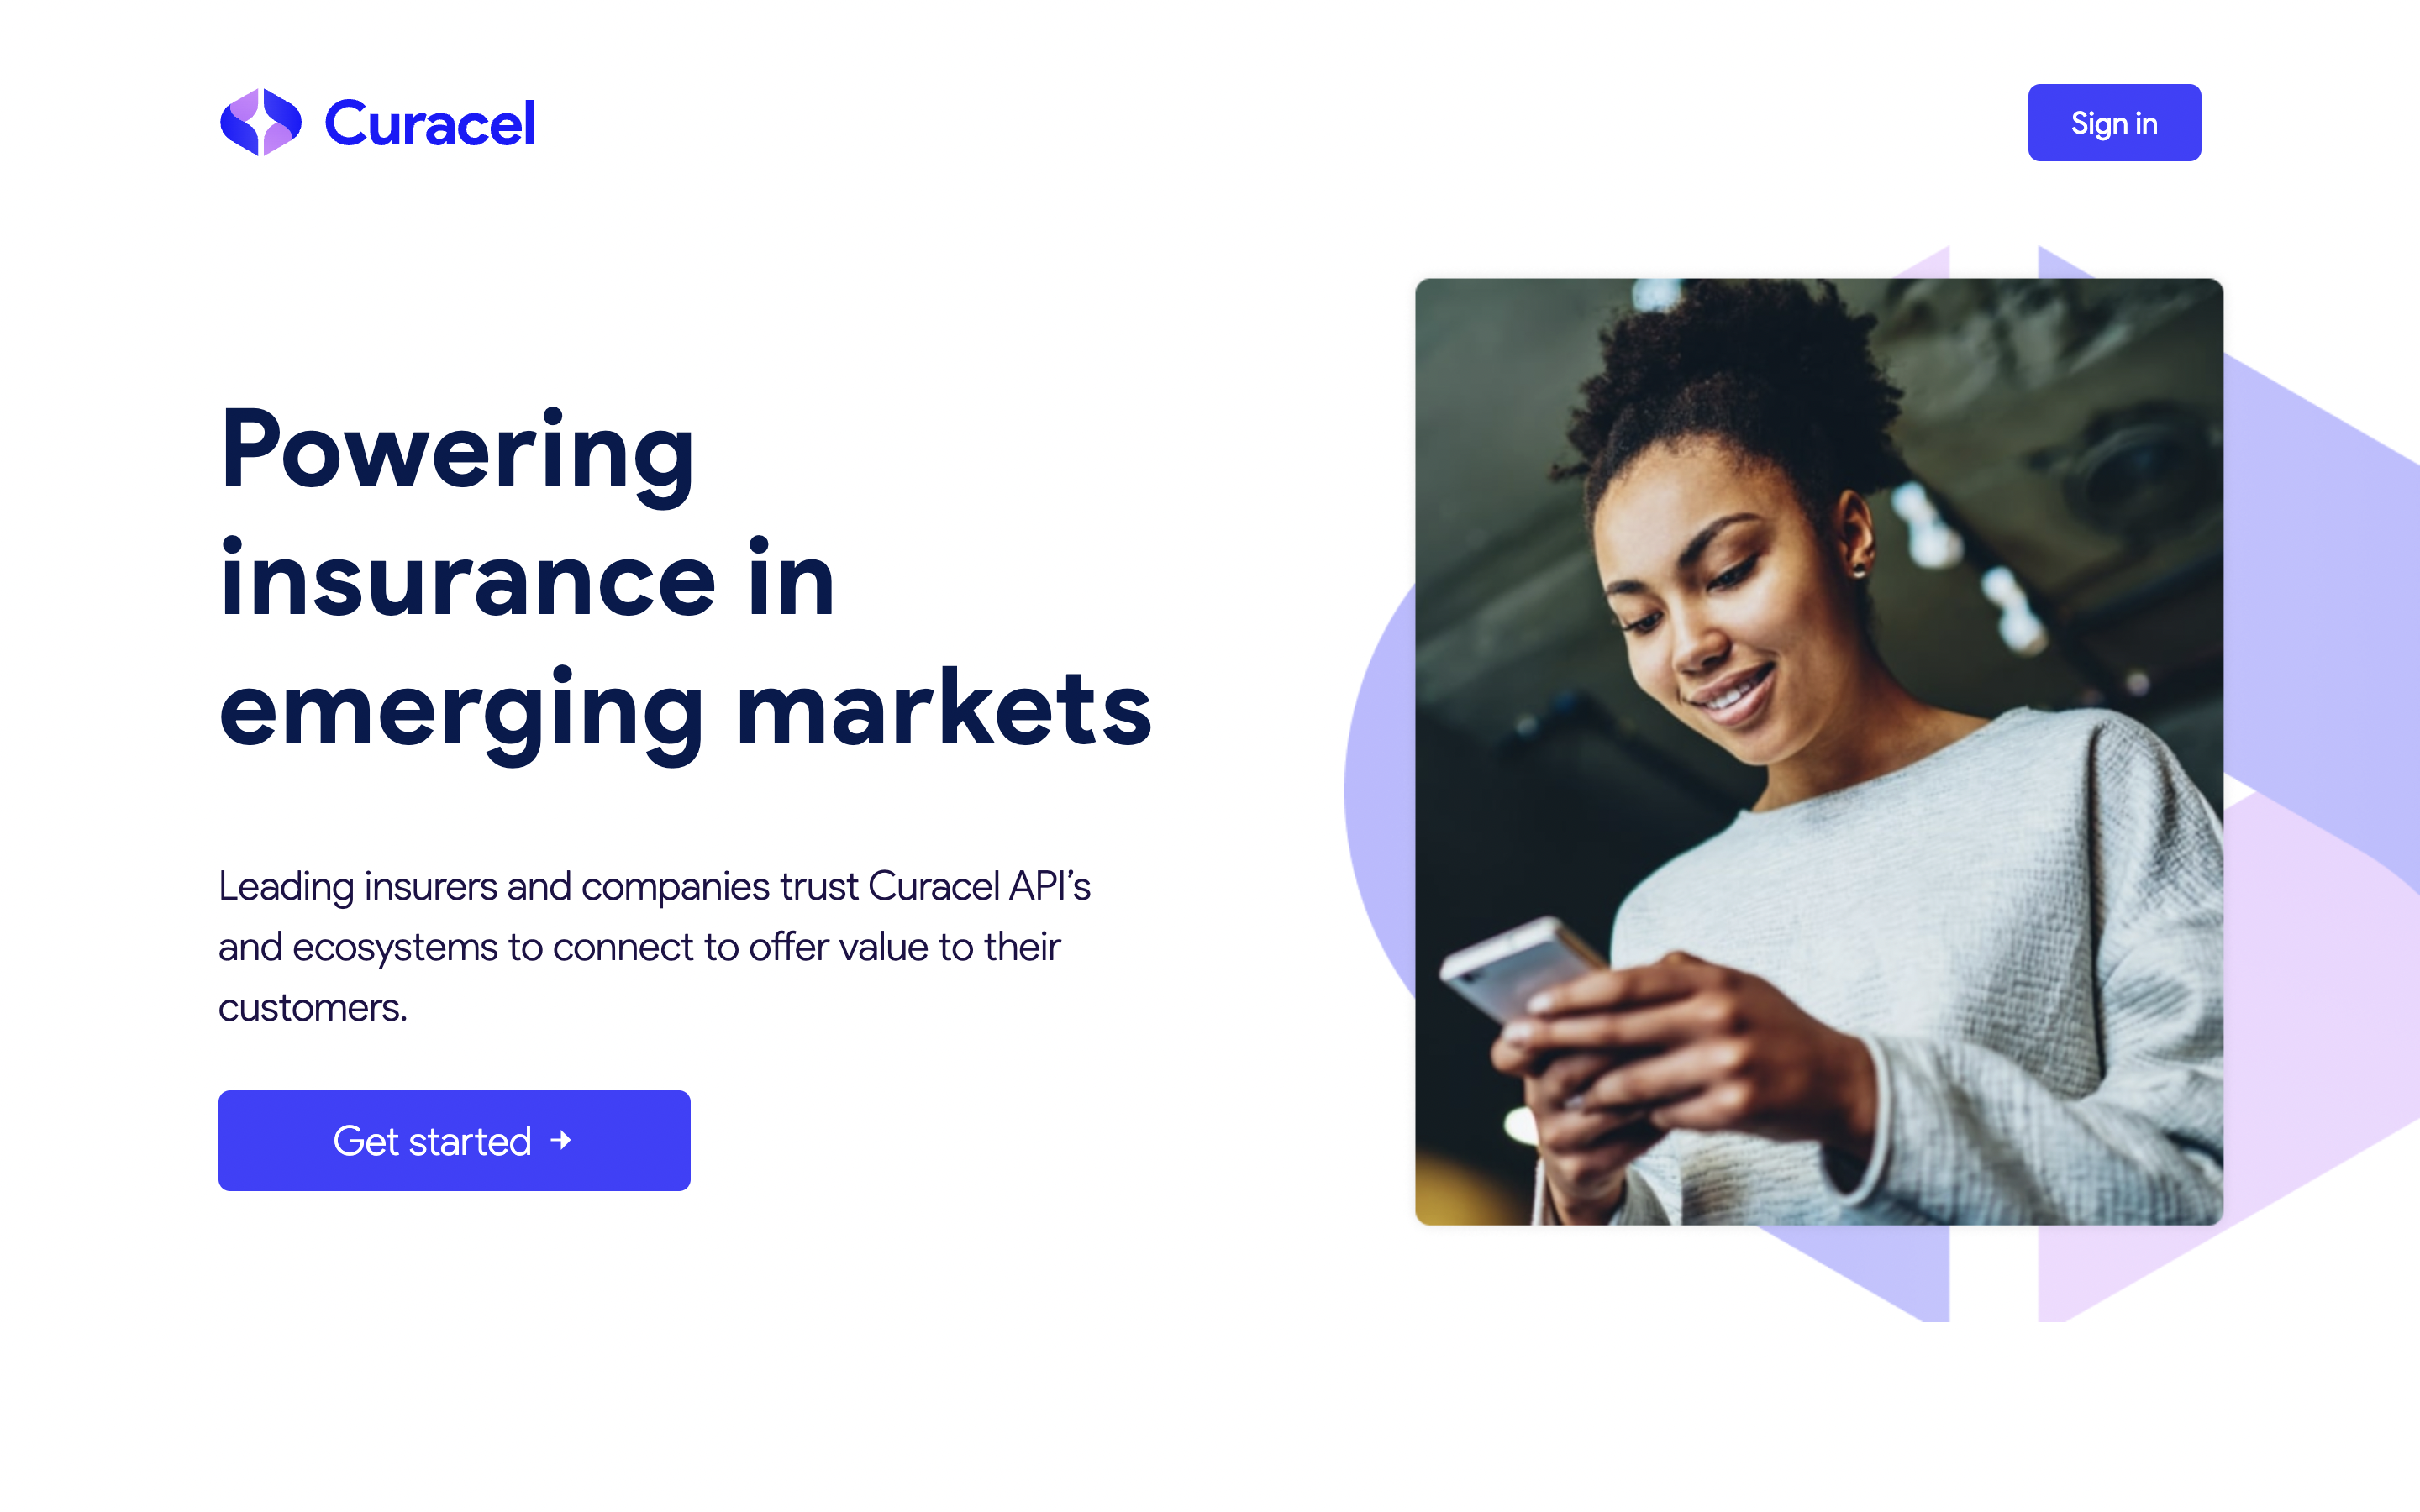 Curacel
Sign in
Powering
insurance in
emerging markets
Leading insurers and companies trust Curacel API’s
and ecosystems to connect to offer value to their
customers.
Get started